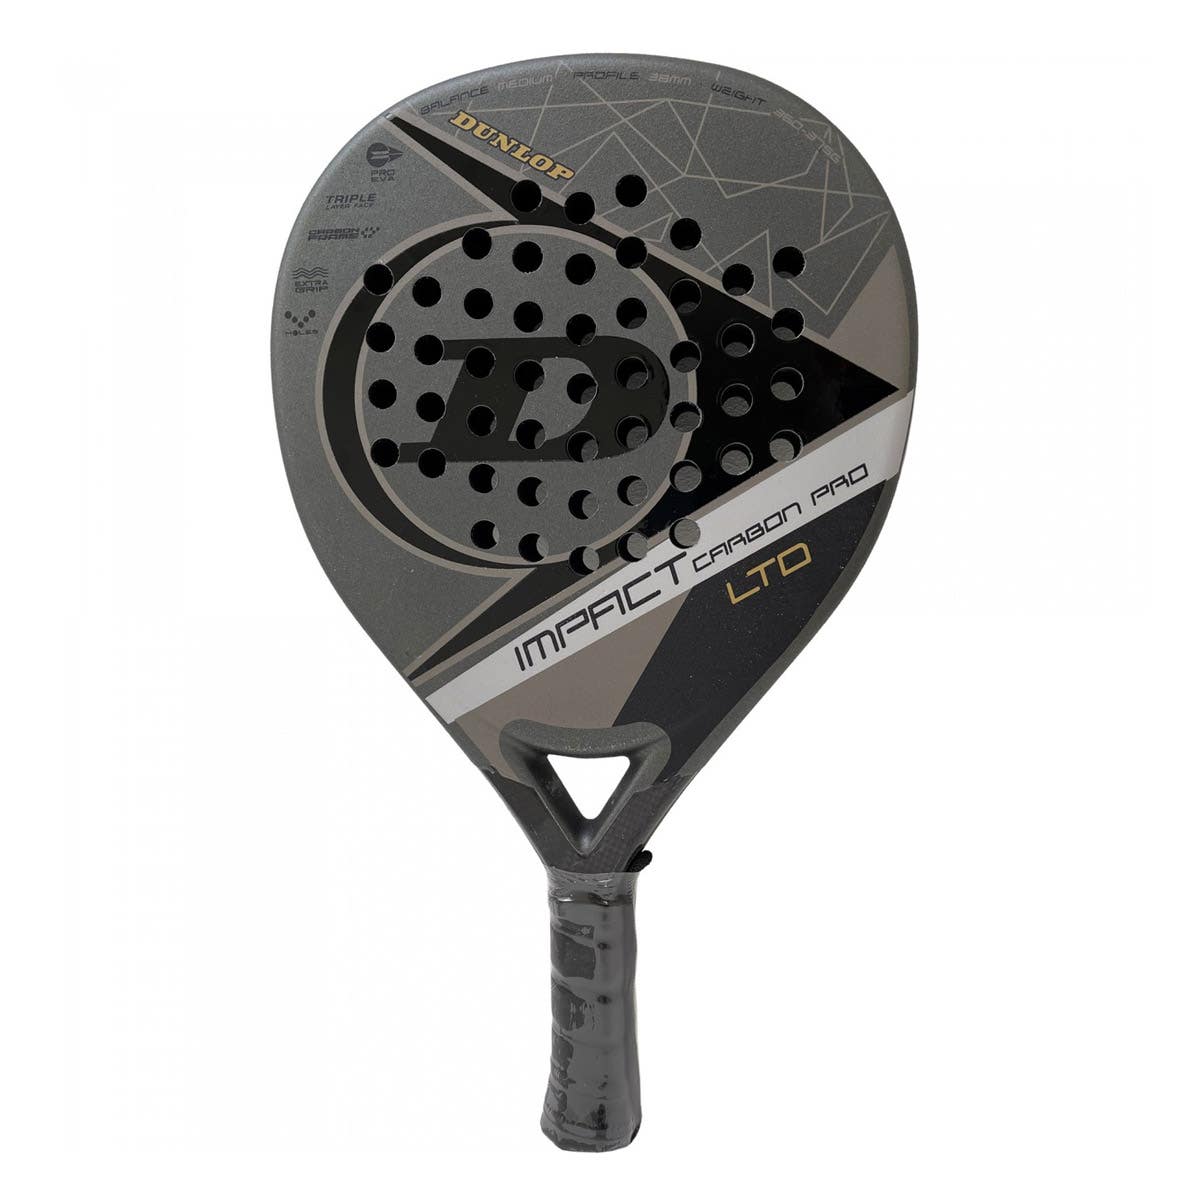 BALANCE MEDIUM PROFILE 38MM WEIGHT 360-375G
DUNLOP
PRO
EVA
TRIPLE
LAYER FACE
CARBON
FRAME
EXTRA
GRIP
HOLES
D
IMPACT CARBON PRO
LTD